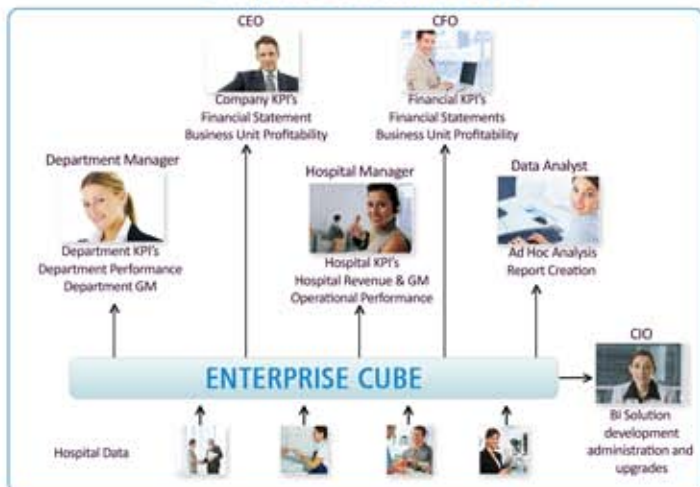 CEO
Company KPI's
Financial Statement
Business Unit Profitability
CFO
Financial KPI's
Financial Statements
Business Unit Profitability
Department Manager
Department KPI's
Department Performance
Department GM
Hospital Manager
Hospital KPI's
Hospital Revenue & GM
Operational Performance
Data Analyst
Ad Hoc Analysis
Report Creation
ENTERPRISE CUBE
CIO
BI Solution
development
administration and
upgrades
Hospital Data